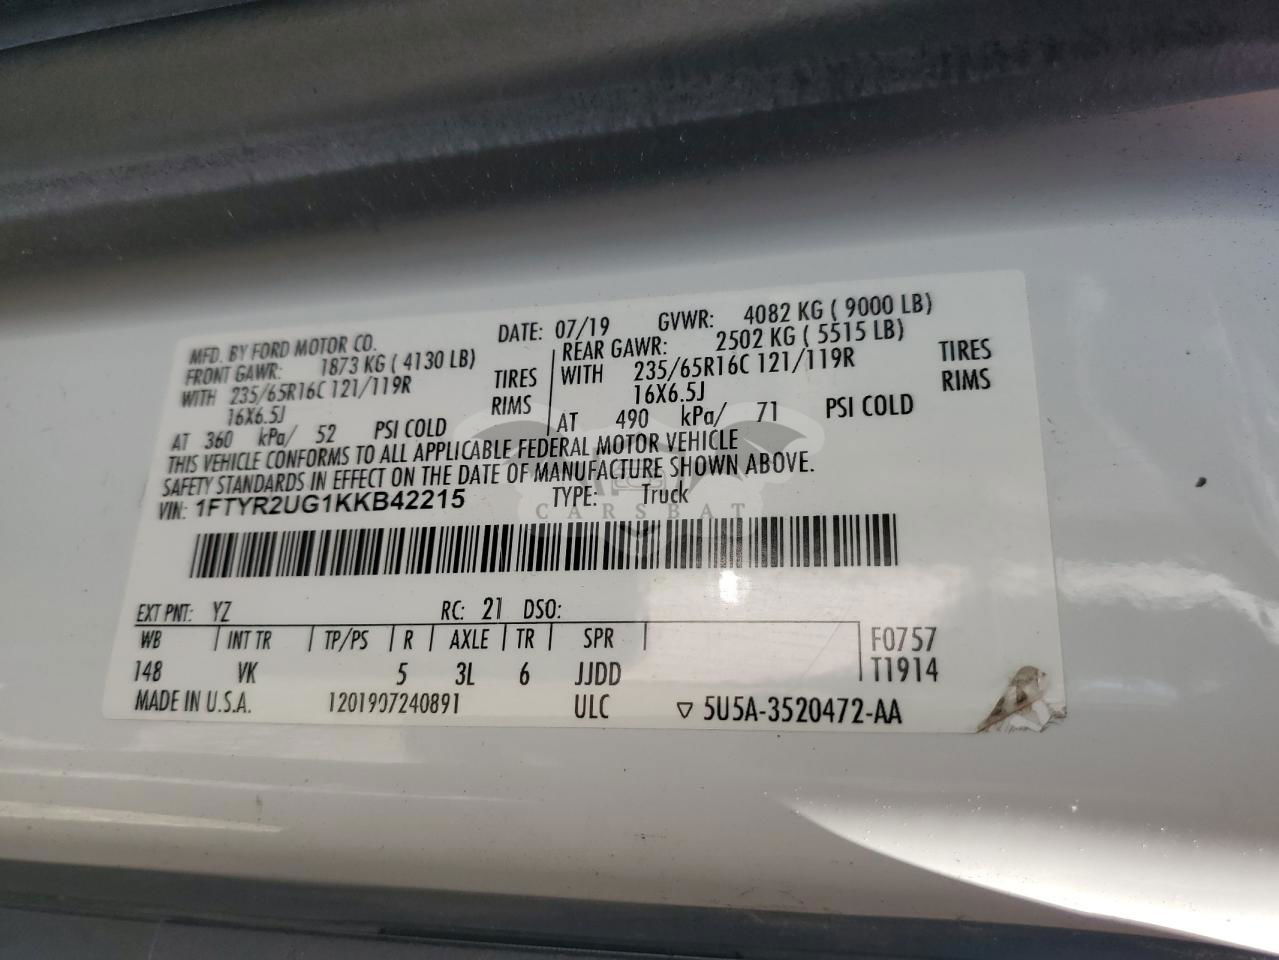 MFD. BY FORD MOTOR CO. DATE: 07/19 GVWR: 4082 KG ( 9000 LB)
FRONT GAWR: 1873 KG ( 4130 LB) REAR GAWR: 2502 KG ( 5515 LB)
WITH 235/65R16C 121/119R TIRES WITH 235/65R16C 121/119R TIRES
16X6.5J RIMS 16X6.5J RIMS
AT 360 kPa/ 52 PSI COLD AT 490 kPa/ 71 PSI COLD
THIS VEHICLE CONFORMS TO ALL APPLICABLE FEDERAL MOTOR VEHICLE
SAFETY STANDARDS IN EFFECT ON THE DATE OF MANUFACTURE SHOWN ABOVE.
VIN: 1FTYR2UG1KKB42215 TYPE: Truck
CARSBAT
EXT PNT: YZ RC: 21 DSO:
WB INT TR TP/PS R AXLE TR SPR F0757
148 VK 5 3L 6 JJDD T1914
MADE IN U.S.A. 1201907240891 ULC ▽ 5U5A-3520472-AA